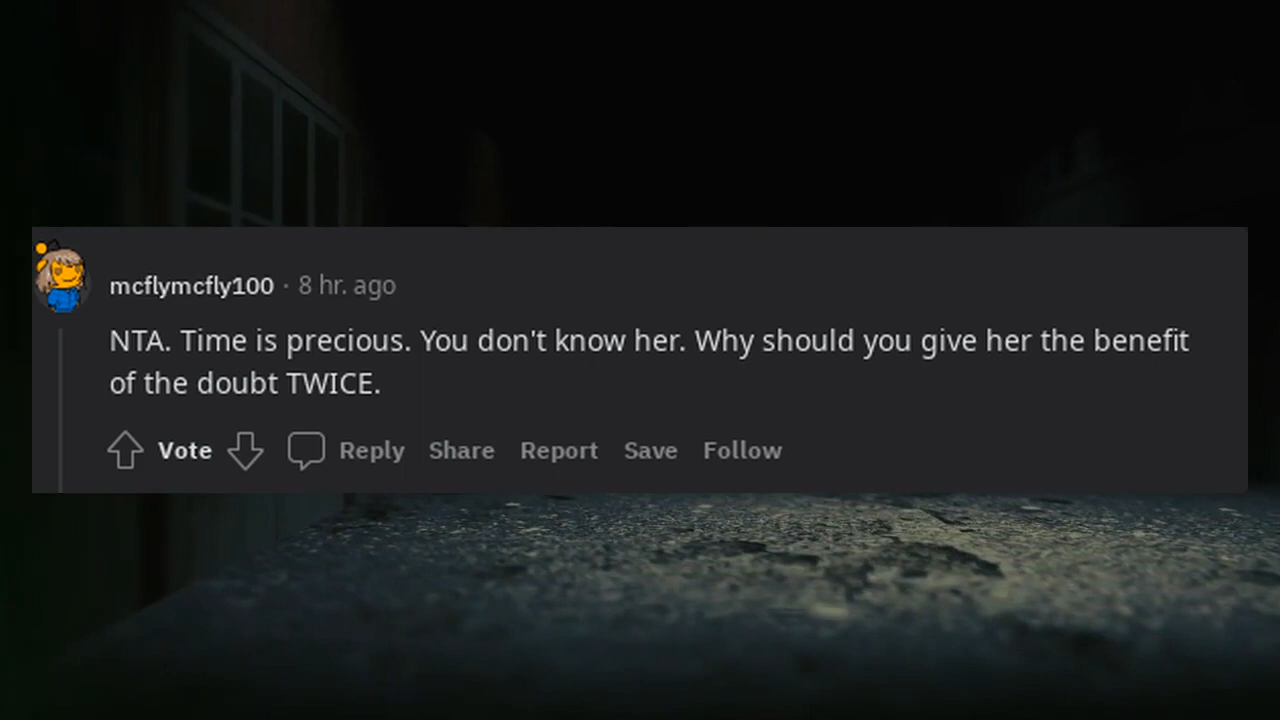 mcflymcfly100 · 8 hr. ago
NTA. Time is precious. You don't know her. Why should you give her the benefit
of the doubt TWICE.
Vote Reply Share Report Save Follow